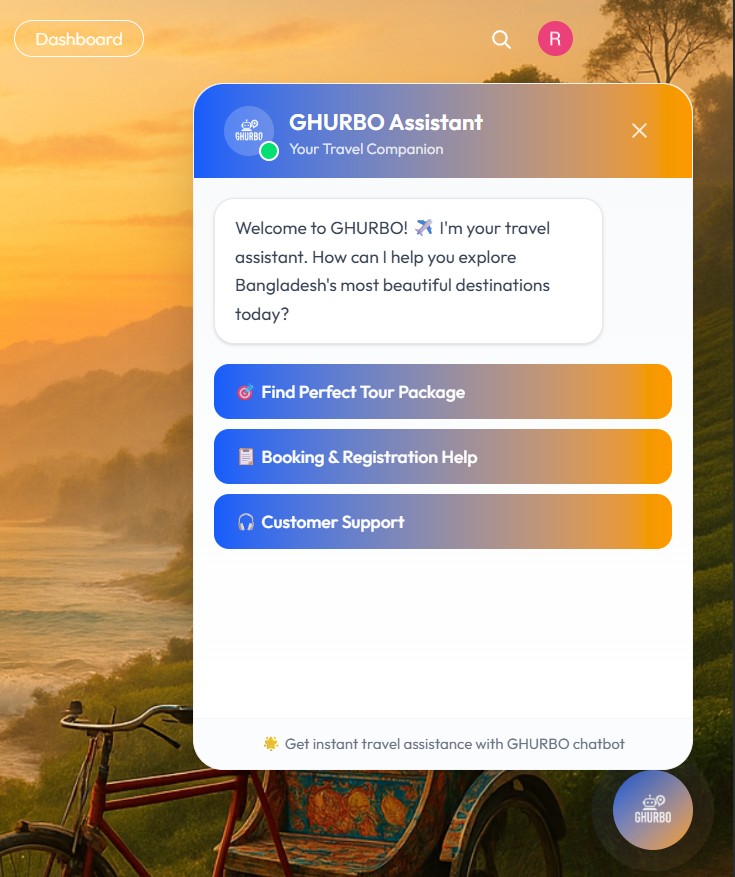 Dashboard
R
GHURBO
GHURBO Assistant
Your Travel Companion
Welcome to GHURBO! ✈️ I'm your travel
assistant. How can I help you explore
Bangladesh's most beautiful destinations
today?
🎯 Find Perfect Tour Package
📋 Booking & Registration Help
🎧 Customer Support
🌟 Get instant travel assistance with GHURBO chatbot
GHURBO